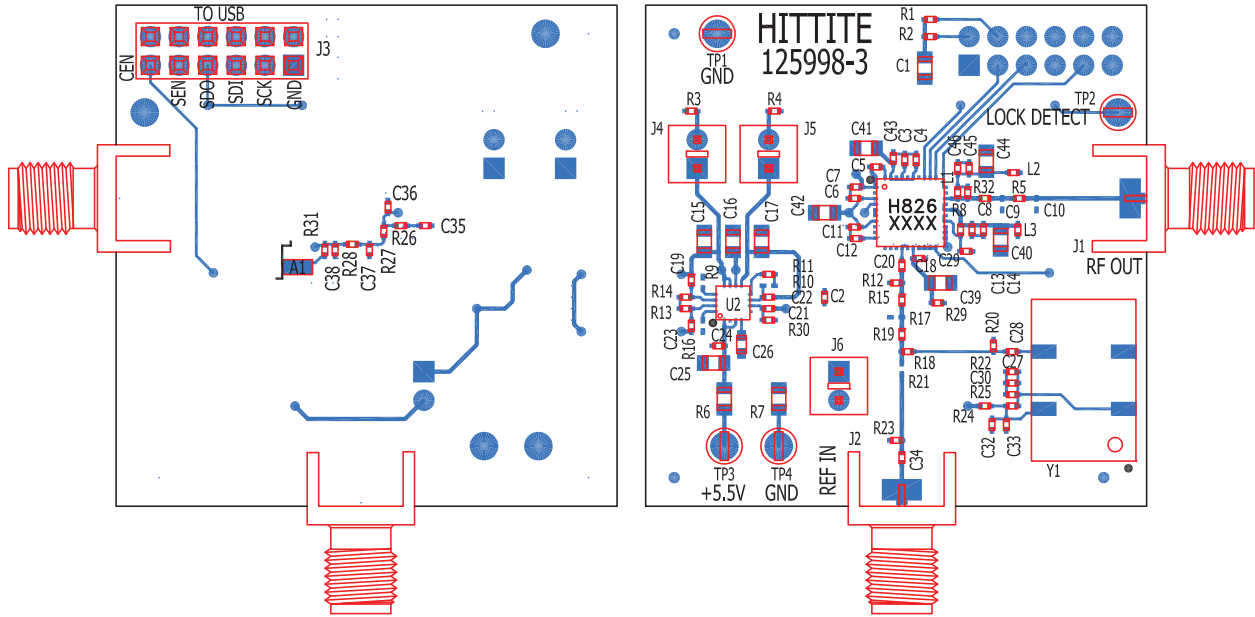 TO USB
J3
CEN
SEN
SDO
SDI
SCK
GND
C36
R31
R26
C35
A1
C38
R28
C37
R27
HITTITE
125998-3
TP1
GND
R1
R2
C1
TP2
LOCK DETECT
R3
R4
J4
J5
C41
C43
C3
C4
C5
C7
C6
C42
C11
C12
H826
XXXX
L1
C46
C45
C44
L2
R32
R5
R8
C8
C9
C10
L3
C40
J1
RF OUT
C15
C16
C17
C19
R9
R11
R10
R14
R13
U2
C22
C21
R30
C2
C23
R16
C24
C26
C25
C20
C18
C29
R12
R15
C39
R29
C13
C14
R17
R19
R18
R21
R20
C28
R22
C27
C30
R25
R24
C32
C33
Y1
J6
R6
R7
TP3
+5.5V
TP4
GND
REF IN
J2
R23
C34